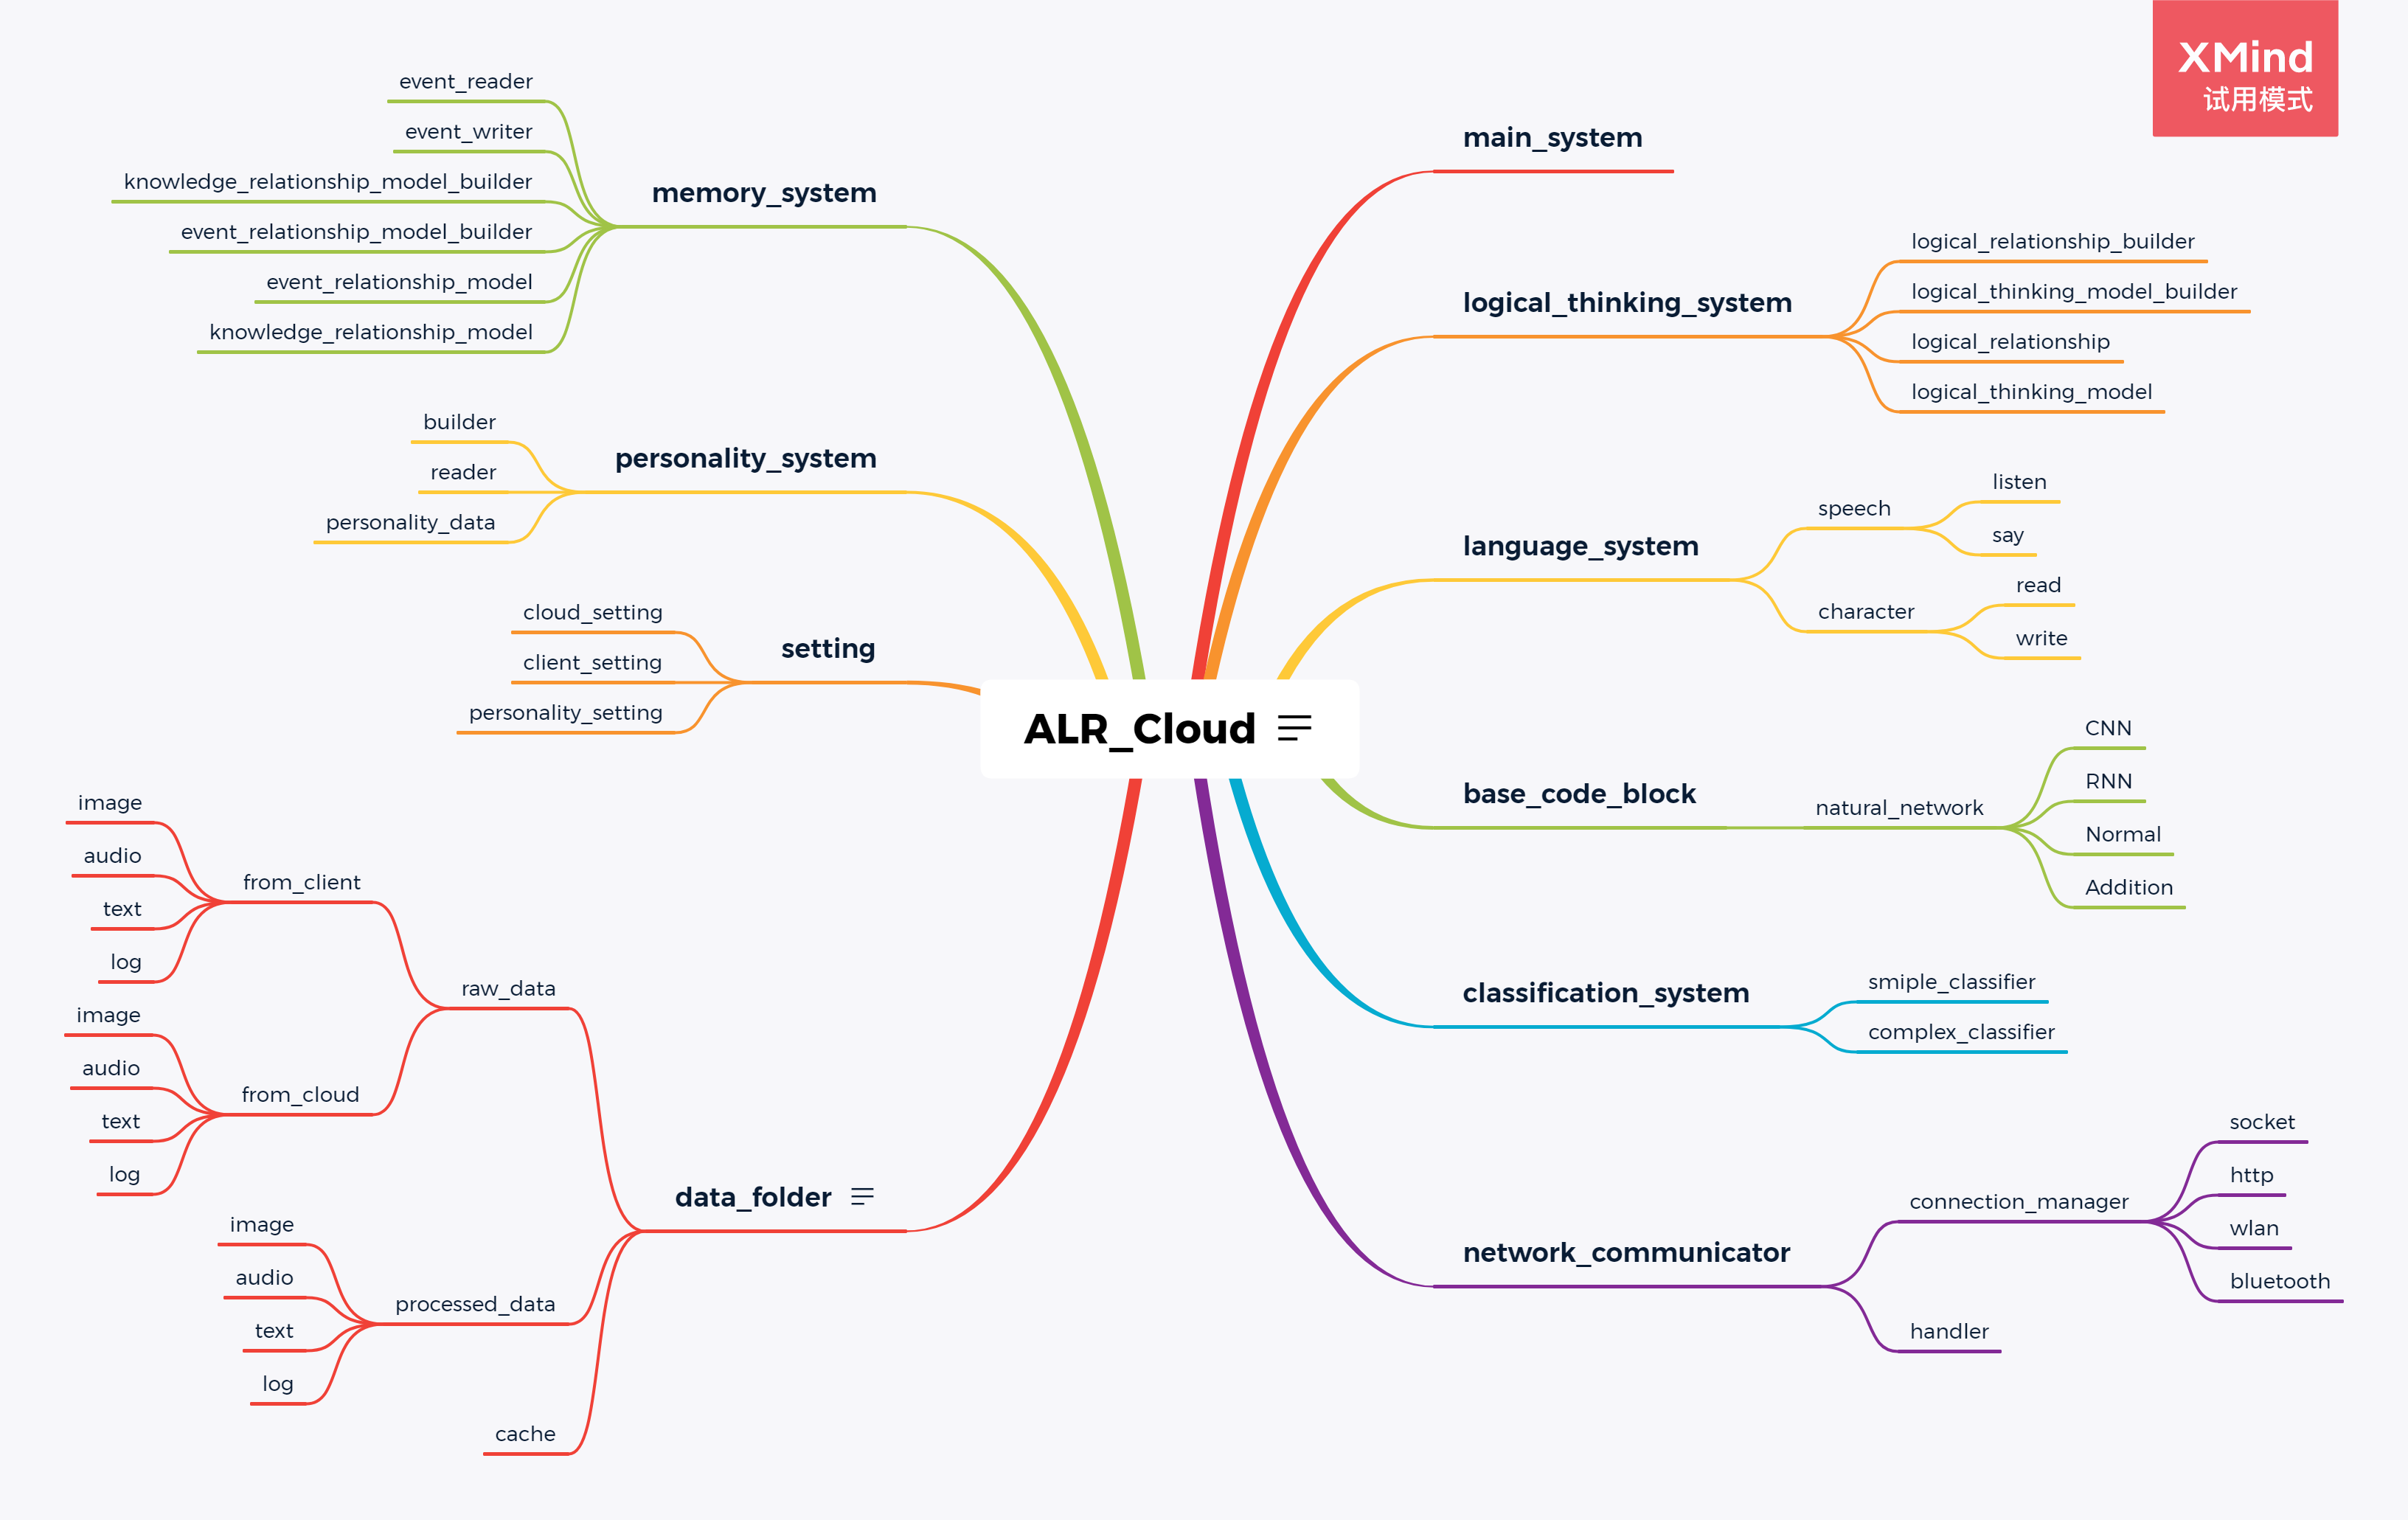 XMind
试用模式
ALR_Cloud
main_system
logical_thinking_system
logical_relationship_builder
logical_thinking_model_builder
logical_relationship
logical_thinking_model
language_system
speech
listen
say
character
read
write
base_code_block
natural_network
CNN
RNN
Normal
Addition
classification_system
smiple_classifier
complex_classifier
network_communicator
connection_manager
socket
http
wlan
bluetooth
handler
memory_system
event_reader
event_writer
knowledge_relationship_model_builder
event_relationship_model_builder
event_relationship_model
knowledge_relationship_model
personality_system
builder
reader
personality_data
setting
cloud_setting
client_setting
personality_setting
data_folder
raw_data
from_client
image
audio
text
log
from_cloud
image
audio
text
log
processed_data
image
audio
text
log
cache